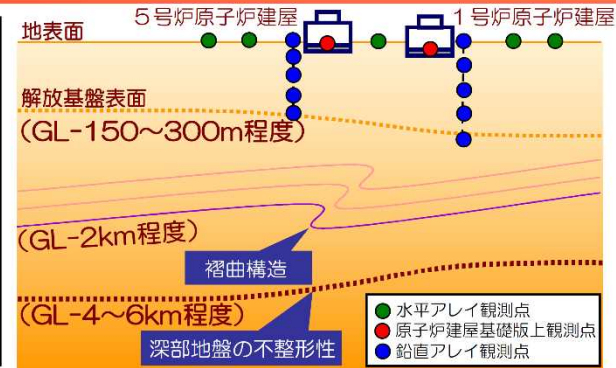 5号炉原子炉建屋
1号炉原子炉建屋
地表面
解放基盤表面
(GL-150～300m程度)
(GL-2km程度)
褶曲構造
(GL-4～6km程度)
深部地盤の不整形性
水平アレイ観測点
原子炉建屋基礎版上観測点
鉛直アレイ観測点